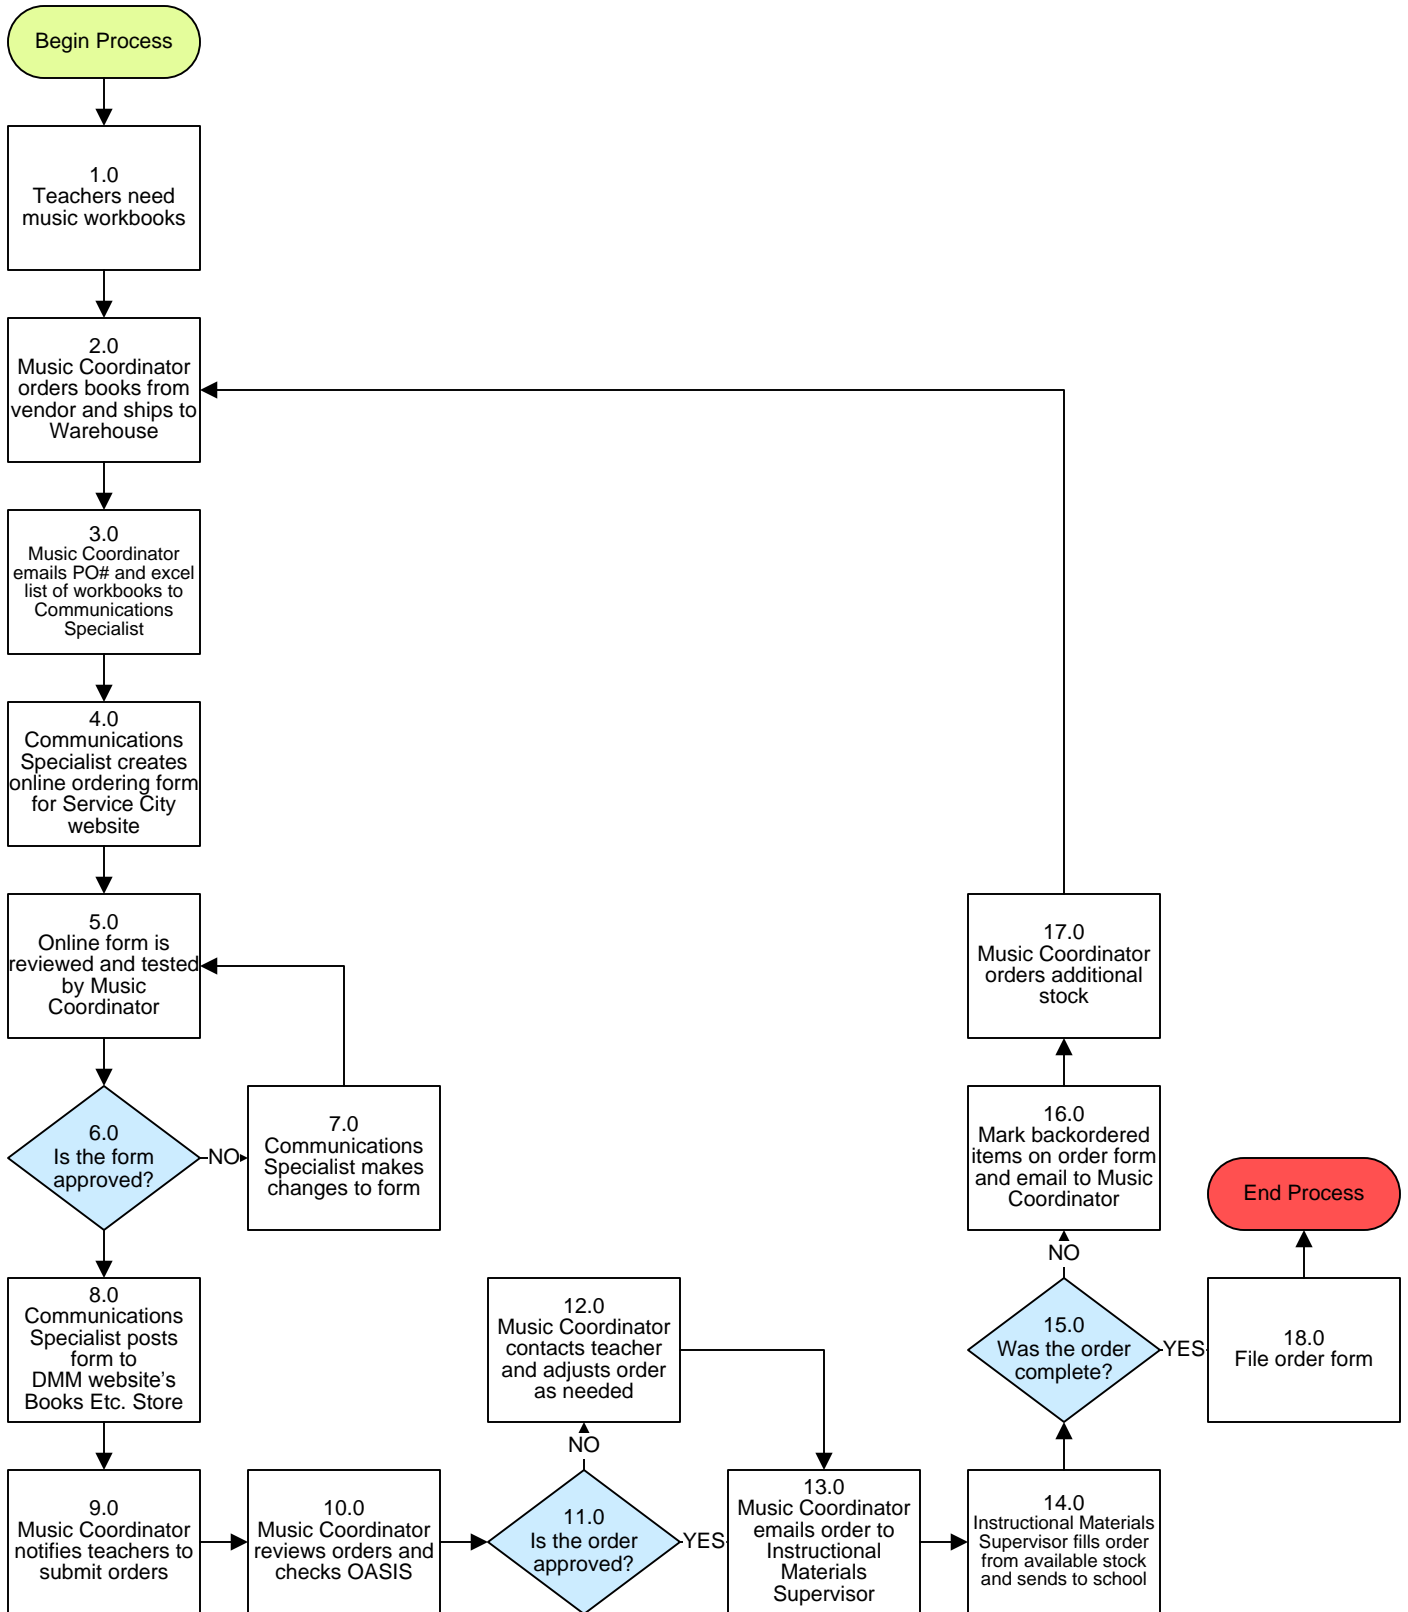 Begin Process
1.0
Teachers need
music workbooks
2.0
Music Coordinator
orders books from
vendor and ships to
Warehouse
3.0
Music Coordinator
emails PO# and excel
list of workbooks to
Communications
Specialist
4.0
Communications
Specialist creates
online ordering form
for Service City
website
5.0
Online form is
reviewed and tested
by Music
Coordinator
6.0
Is the form
approved?
NO
7.0
Communications
Specialist makes
changes to form
8.0
Communications
Specialist posts
form to
DMM website's
Books Etc. Store
9.0
Music Coordinator
notifies teachers to
submit orders
10.0
Music Coordinator
reviews orders and
checks OASIS
11.0
Is the order
approved?
NO
12.0
Music Coordinator
contacts teacher
and adjusts order
as needed
YES
13.0
Music Coordinator
emails order to
Instructional
Materials
Supervisor
14.0
Instructional Materials
Supervisor fills order
from available stock
and sends to school
15.0
Was the order
complete?
NO
16.0
Mark backordered
items on order form
and email to Music
Coordinator
17.0
Music Coordinator
orders additional
stock
YES
18.0
File order form
End Process